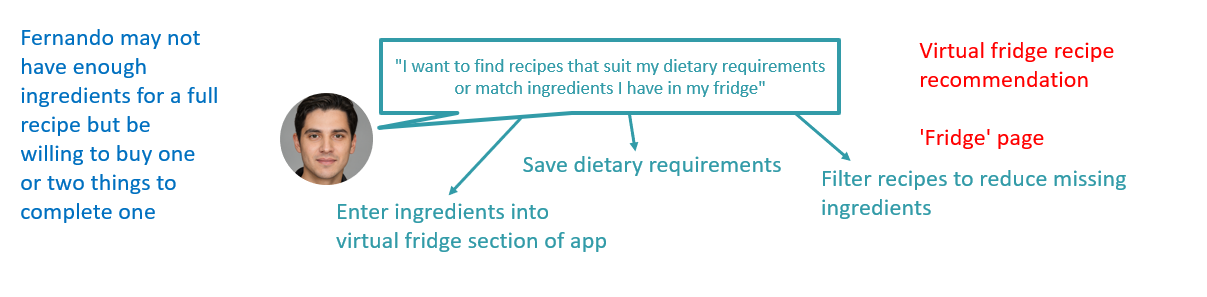 Fernando may not
have enough
ingredients for a full
recipe but be
willing to buy one
or two things to
complete one
"I want to find recipes that suit my dietary requirements
or match ingredients I have in my fridge"
Save dietary requirements
Enter ingredients into
virtual fridge section of app
Filter recipes to reduce missing
ingredients
Virtual fridge recipe
recommendation
'Fridge' page